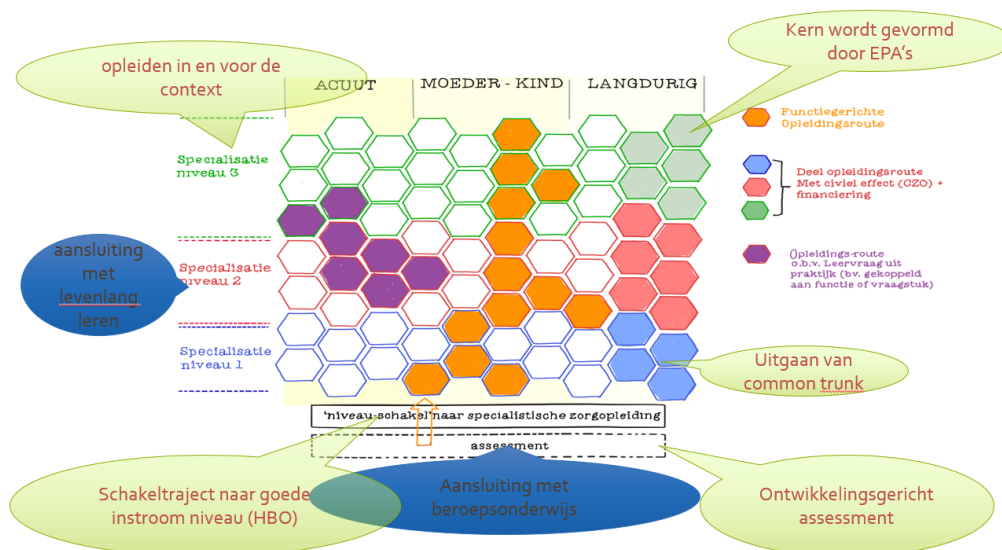 Kern wordt gevormd
door EPA's
opleiden in en voor de
context
ACUUT
MOEDER - KIND
LANGDURIG
Functiegerichte
Opleidingsroute
Specialisatie
niveau 3
Deel opleidingsroute
Met civiel effect (CZO) +
financiering
aansluiting
met
levenlang
leren
Specialisatie
niveau 2
Opleidings-route
o.b.v. Leervraag uit
praktijk (bv. gekoppeld
aan functie of vraagstuk)
Specialisatie
niveau 1
Uitgaan van
common trunk
'niveau-schakel' naar specialistische zorgopleiding
assessment
Schakeltraject naar goede
instroom niveau (HBO)
Aansluiting met
beroepsonderwijs
Ontwikkelingsgericht
assessment